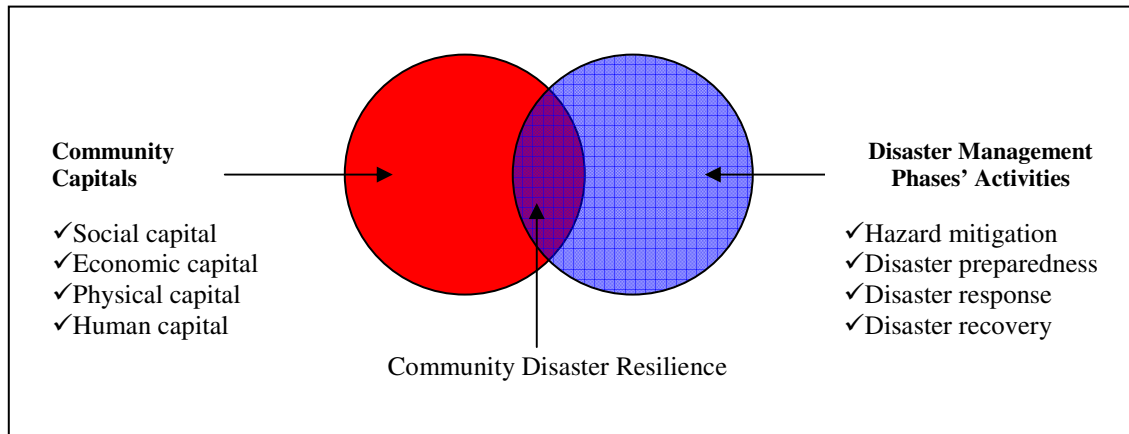 Community
Capitals
✓Social capital
✓Economic capital
✓Physical capital
✓Human capital
Community Disaster Resilience
Disaster Management
Phases’ Activities
✓Hazard mitigation
✓Disaster preparedness
✓Disaster response
✓Disaster recovery